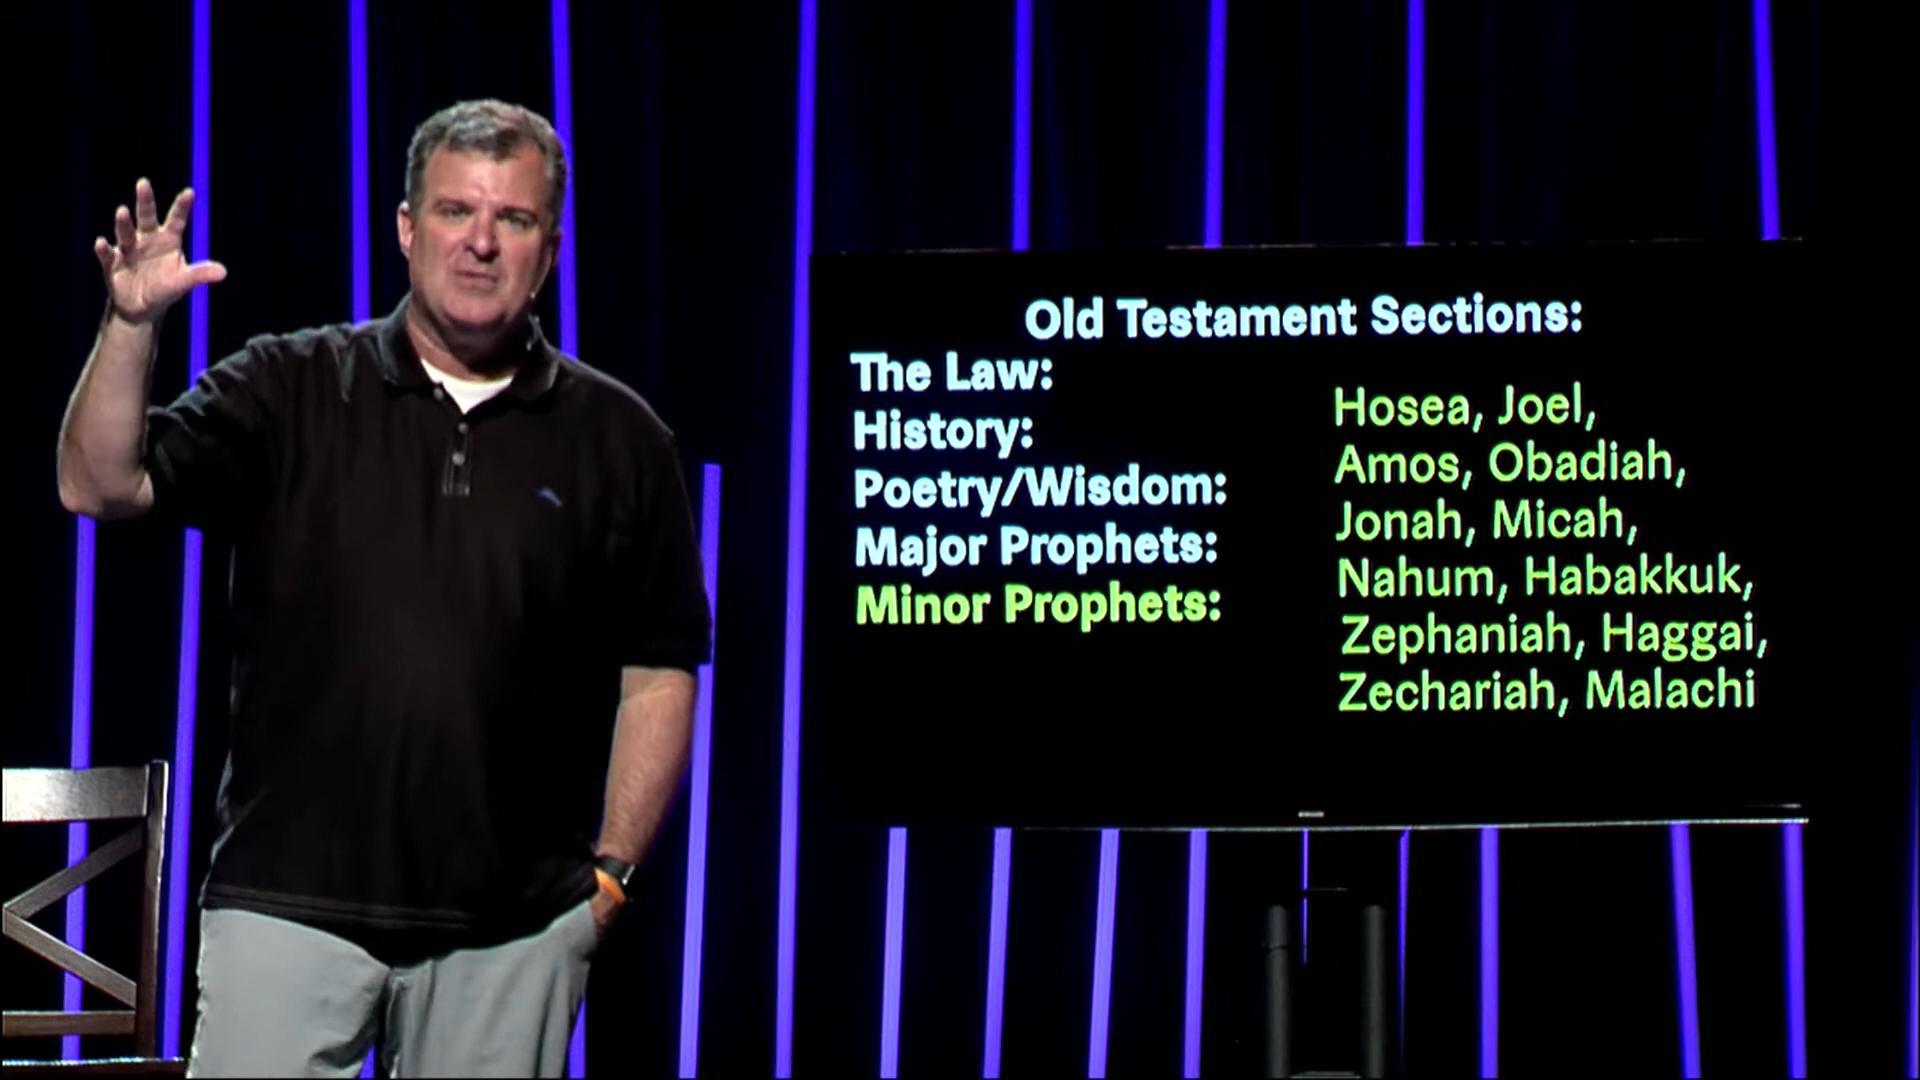 Old Testament Sections:
The Law:
History:
Poetry/Wisdom:
Major Prophets:
Minor Prophets:
Hosea, Joel,
Amos, Obadiah,
Jonah, Micah,
Nahum, Habakkuk,
Zephaniah, Haggai,
Zechariah, Malachi